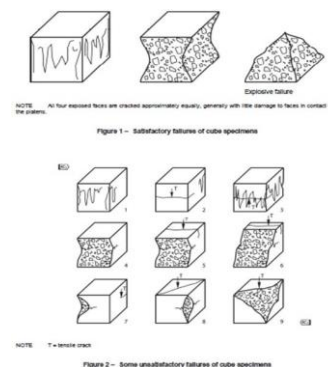 Explosive failure
NOTE All four exposed faces are cracked approximately equally, generally with little damage to faces in contact
the platens.
Figure 1 – Satisfactory failures of cube specimens
T
T
T
T
T
T
T
1
2
3
4
5
6
7
8
9
NOTE T = tensile crack
Figure 2 – Some unsatisfactory failures of cube specimens